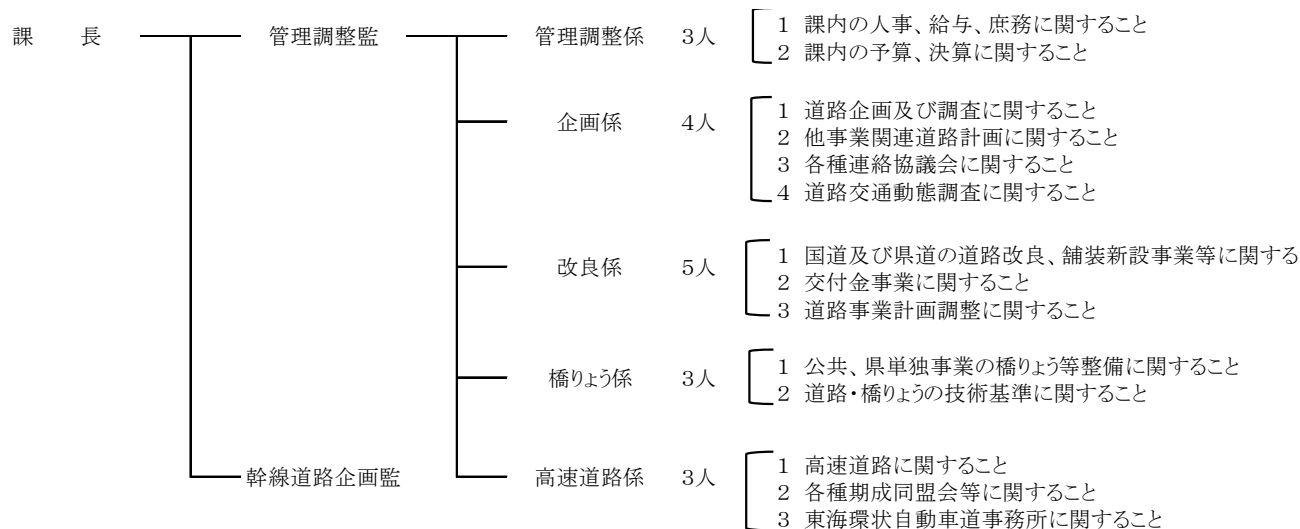 課　長　管理調整監　管理調整係　3人
1 課内の人事、給与、庶務に関すること
2 課内の予算、決算に関すること
企画係　4人
1 道路企画及び調査に関すること
2 他事業関連道路計画に関すること
3 各種連絡協議会に関すること
4 道路交通動態調査に関すること
改良係　5人
1 国道及び県道の道路改良、舗装新設事業等に関する
2 交付金事業に関すること
3 道路事業計画調整に関すること
橋りょう係　3人
1 公共、県単独事業の橋りょう等整備に関すること
2 道路・橋りょうの技術基準に関すること
幹線道路企画監　高速道路係　3人
1 高速道路に関すること
2 各種期成同盟会等に関すること
3 東海環状自動車道事務所に関すること